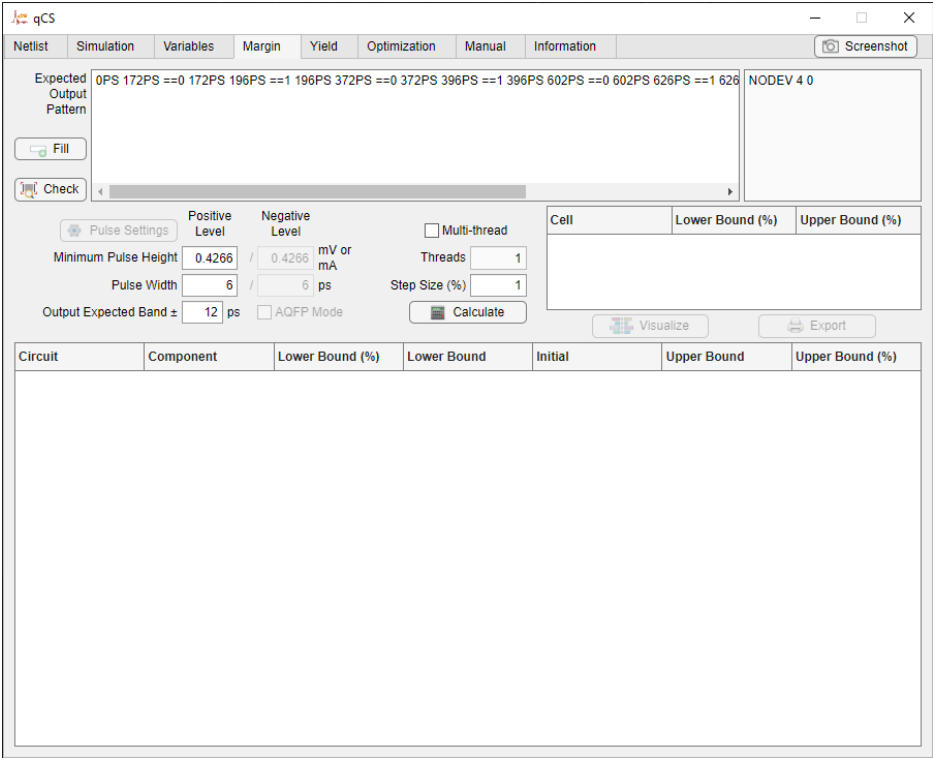 qCS
Netlist Simulation Variables Margin Yield Optimization Manual Information Screenshot
Expected Output Pattern
0PS 172PS ==0 172PS 196PS ==1 196PS 372PS ==0 372PS 396PS ==1 396PS 602PS ==0 602PS 626PS ==1 626
NODEV 4 0
Fill
Check
Positive Level
Negative Level
Pulse Settings
Multi-thread
Minimum Pulse Height 0.4266 / 0.4266 mV or mA
Threads 1
Pulse Width 6 / 6 ps
Step Size (%) 1
Output Expected Band ± 12 ps
AQFP Mode
Calculate
Cell Lower Bound (%) Upper Bound (%)
Visualize
Export
Circuit Component Lower Bound (%) Lower Bound Initial Upper Bound Upper Bound (%)